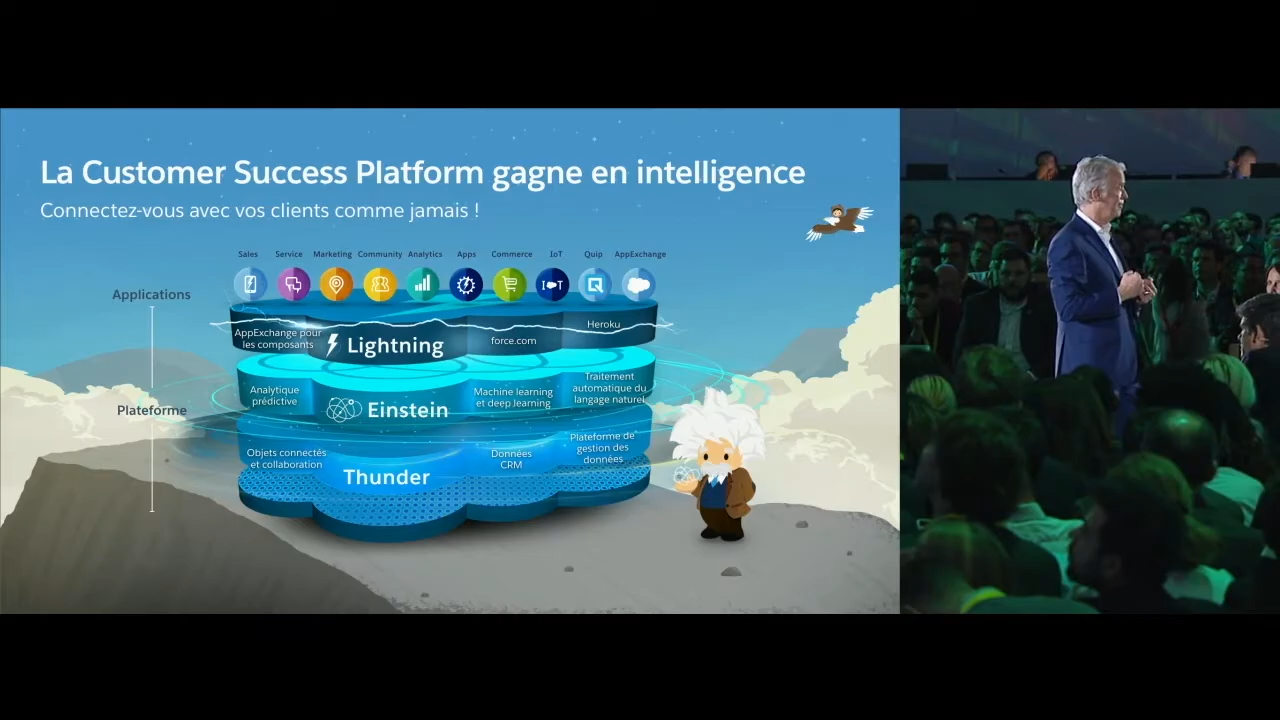 La Customer Success Platform gagne en intelligence
Connectez-vous avec vos clients comme jamais !
Sales Service Marketing Community Analytics Apps Commerce IoT Quip AppExchange
Applications
IoT
AppExchange pour
les composants
Lightning
force.com
Heroku
Plateforme
Analytique
prédictive
Einstein
Machine learning
et deep learning
Traitement
automatique du
langage naturel
Objets connectés
et collaboration
Thunder
Données
CRM
Plateforme de
gestion des
données